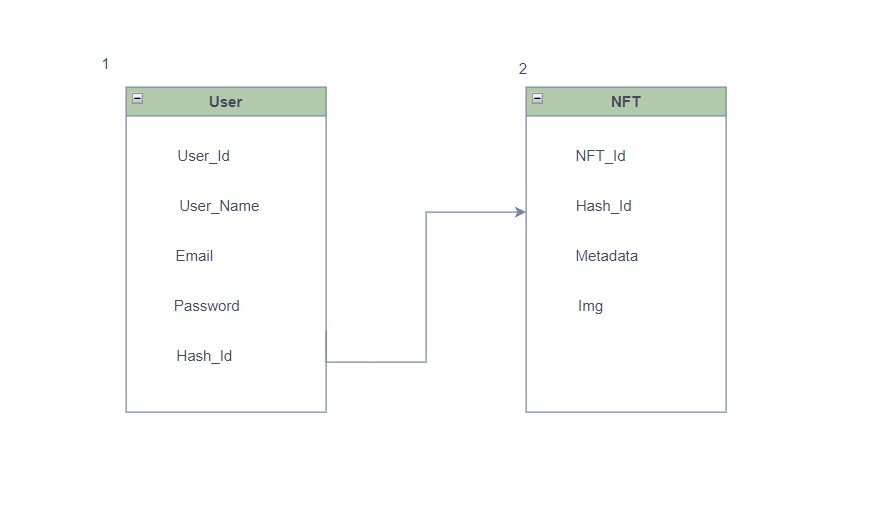 1
User
User_Id
User_Name
Email
Password
Hash_Id
2
NFT
NFT_Id
Hash_Id
Metadata
Img